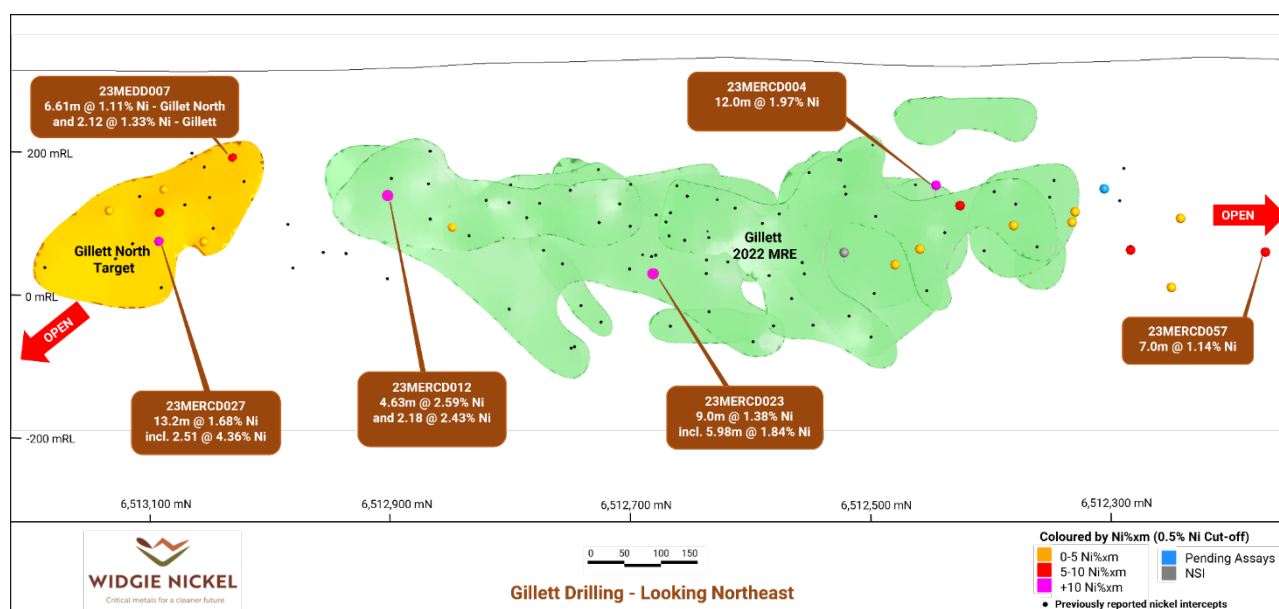 23MEDD007
6.61m @ 1.11% Ni - Gillet North
and 2.12 @ 1.33% Ni - Gillett
23MERCD004
12.0m @ 1.97% Ni
200 mRL
OPEN
Gillett North
Target
Gillett
2022 MRE
0 mRL
OPEN
23MERCD057
7.0m @ 1.14% Ni
23MERCD027
13.2m @ 1.68% Ni
incl. 2.51 @ 4.36% Ni
23MERCD012
4.63m @ 2.59% Ni
and 2.18 @ 2.43% Ni
23MERCD023
9.0m @ 1.38% Ni
incl. 5.98m @ 1.84% Ni
-200 mRL
6,513,100 mN
6,512,900 mN
6,512,700 mN
6,512,500 mN
6,512,300 mN
WIDGIE NICKEL
Critical metals for a cleaner future
0 50 100 150
Gillett Drilling - Looking Northeast
Coloured by Ni%xm (0.5% Ni Cut-off)
0-5 Ni%xm
5-10 Ni%xm
+10 Ni%xm
Pending Assays
NSI
Previously reported nickel intercepts